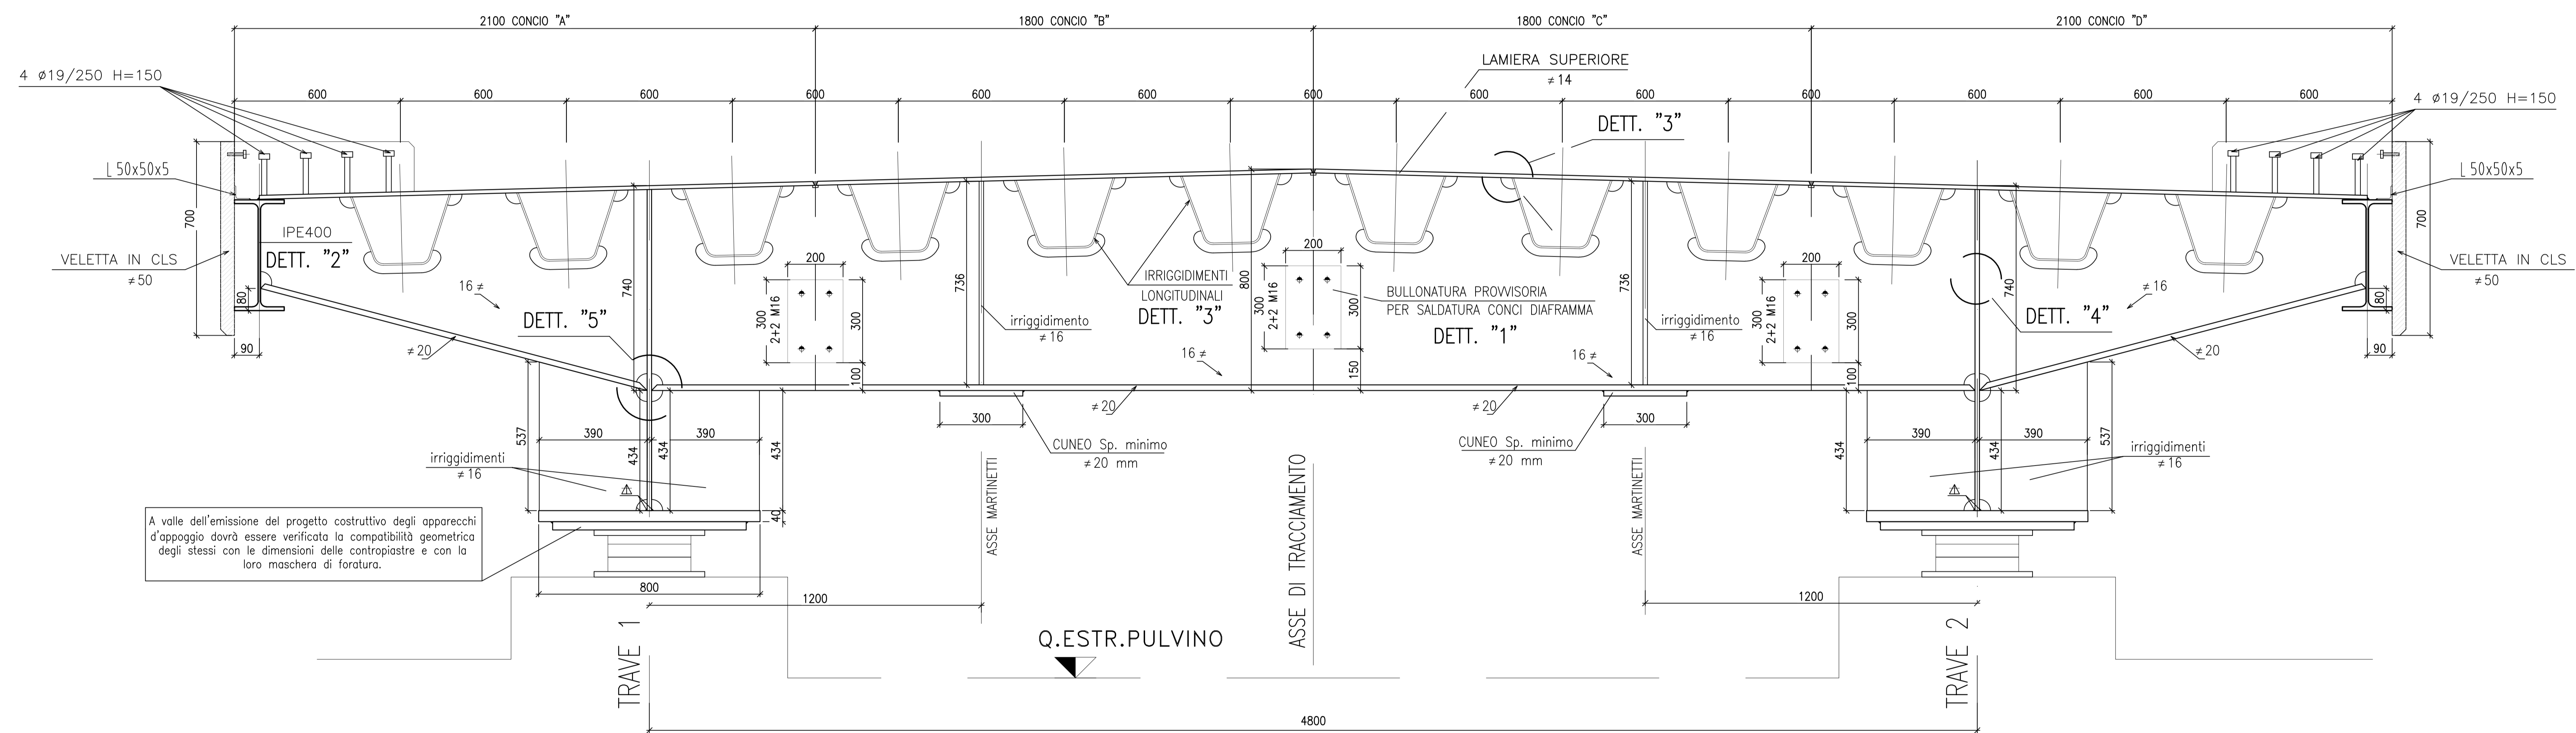 2100 CONCIO "A"
1800 CONCIO "B"
1800 CONCIO "C"
2100 CONCIO "D"
4 ø19/250 H=150
LAMIERA SUPERIORE
≠14
600
600
600
600
600
600
600
600
600
600
600
600
600
4 ø19/250 H=150
DETT. "3"
L 50x50x5
L 50x50x5
700
IPE400
DETT. "2"
VELETTA IN CLS
≠50
80
90
16 ≠
≠20
DETT. "5"
740
200
300
2+2 M16
300
100
736
irriggidimento
≠16
IRRIGGIDIMENTI
LONGITUDINALI
DETT. "3"
16 ≠
800
200
300
2+2 M16
300
150
BULLONATURA PROVVISORIA
PER SALDATURA CONCI DIAFRAMMA
DETT. "1"
16 ≠
736
irriggidimento
≠16
200
300
2+2 M16
300
100
740
DETT. "4"
≠16
≠20
80
90
700
VELETTA IN CLS
≠50
537
390
390
434
434
434
40
irriggidimenti
≠16
300
≠20
CUNEO Sp. minimo
≠20 mm
≠20
300
CUNEO Sp. minimo
≠20 mm
390
390
434
434
537
irriggidimenti
≠16
A valle dell'emissione del progetto costruttivo degli apparecchi
d'appoggio dovrà essere verificata la compatibilità geometrica
degli stessi con le dimensioni delle contropiastre e con la
loro maschera di foratura.
800
1200
ASSE MARTINETTI
ASSE DI TRACCIAMENTO
ASSE MARTINETTI
1200
TRAVE 1
Q.ESTR.PULVINO
TRAVE 2
4800